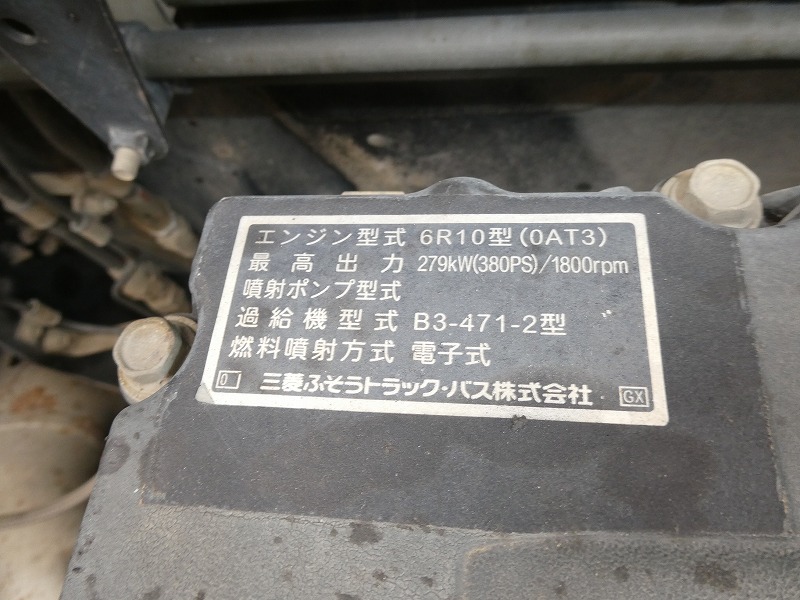 エンジン型式 6R10型(0AT3)
最高出力 279kW(380PS)/1800rpm
噴射ポンプ型式
過給機型式 B3-471-2型
燃料噴射方式 電子式
0 三菱ふそうトラック・バス株式会社 GX